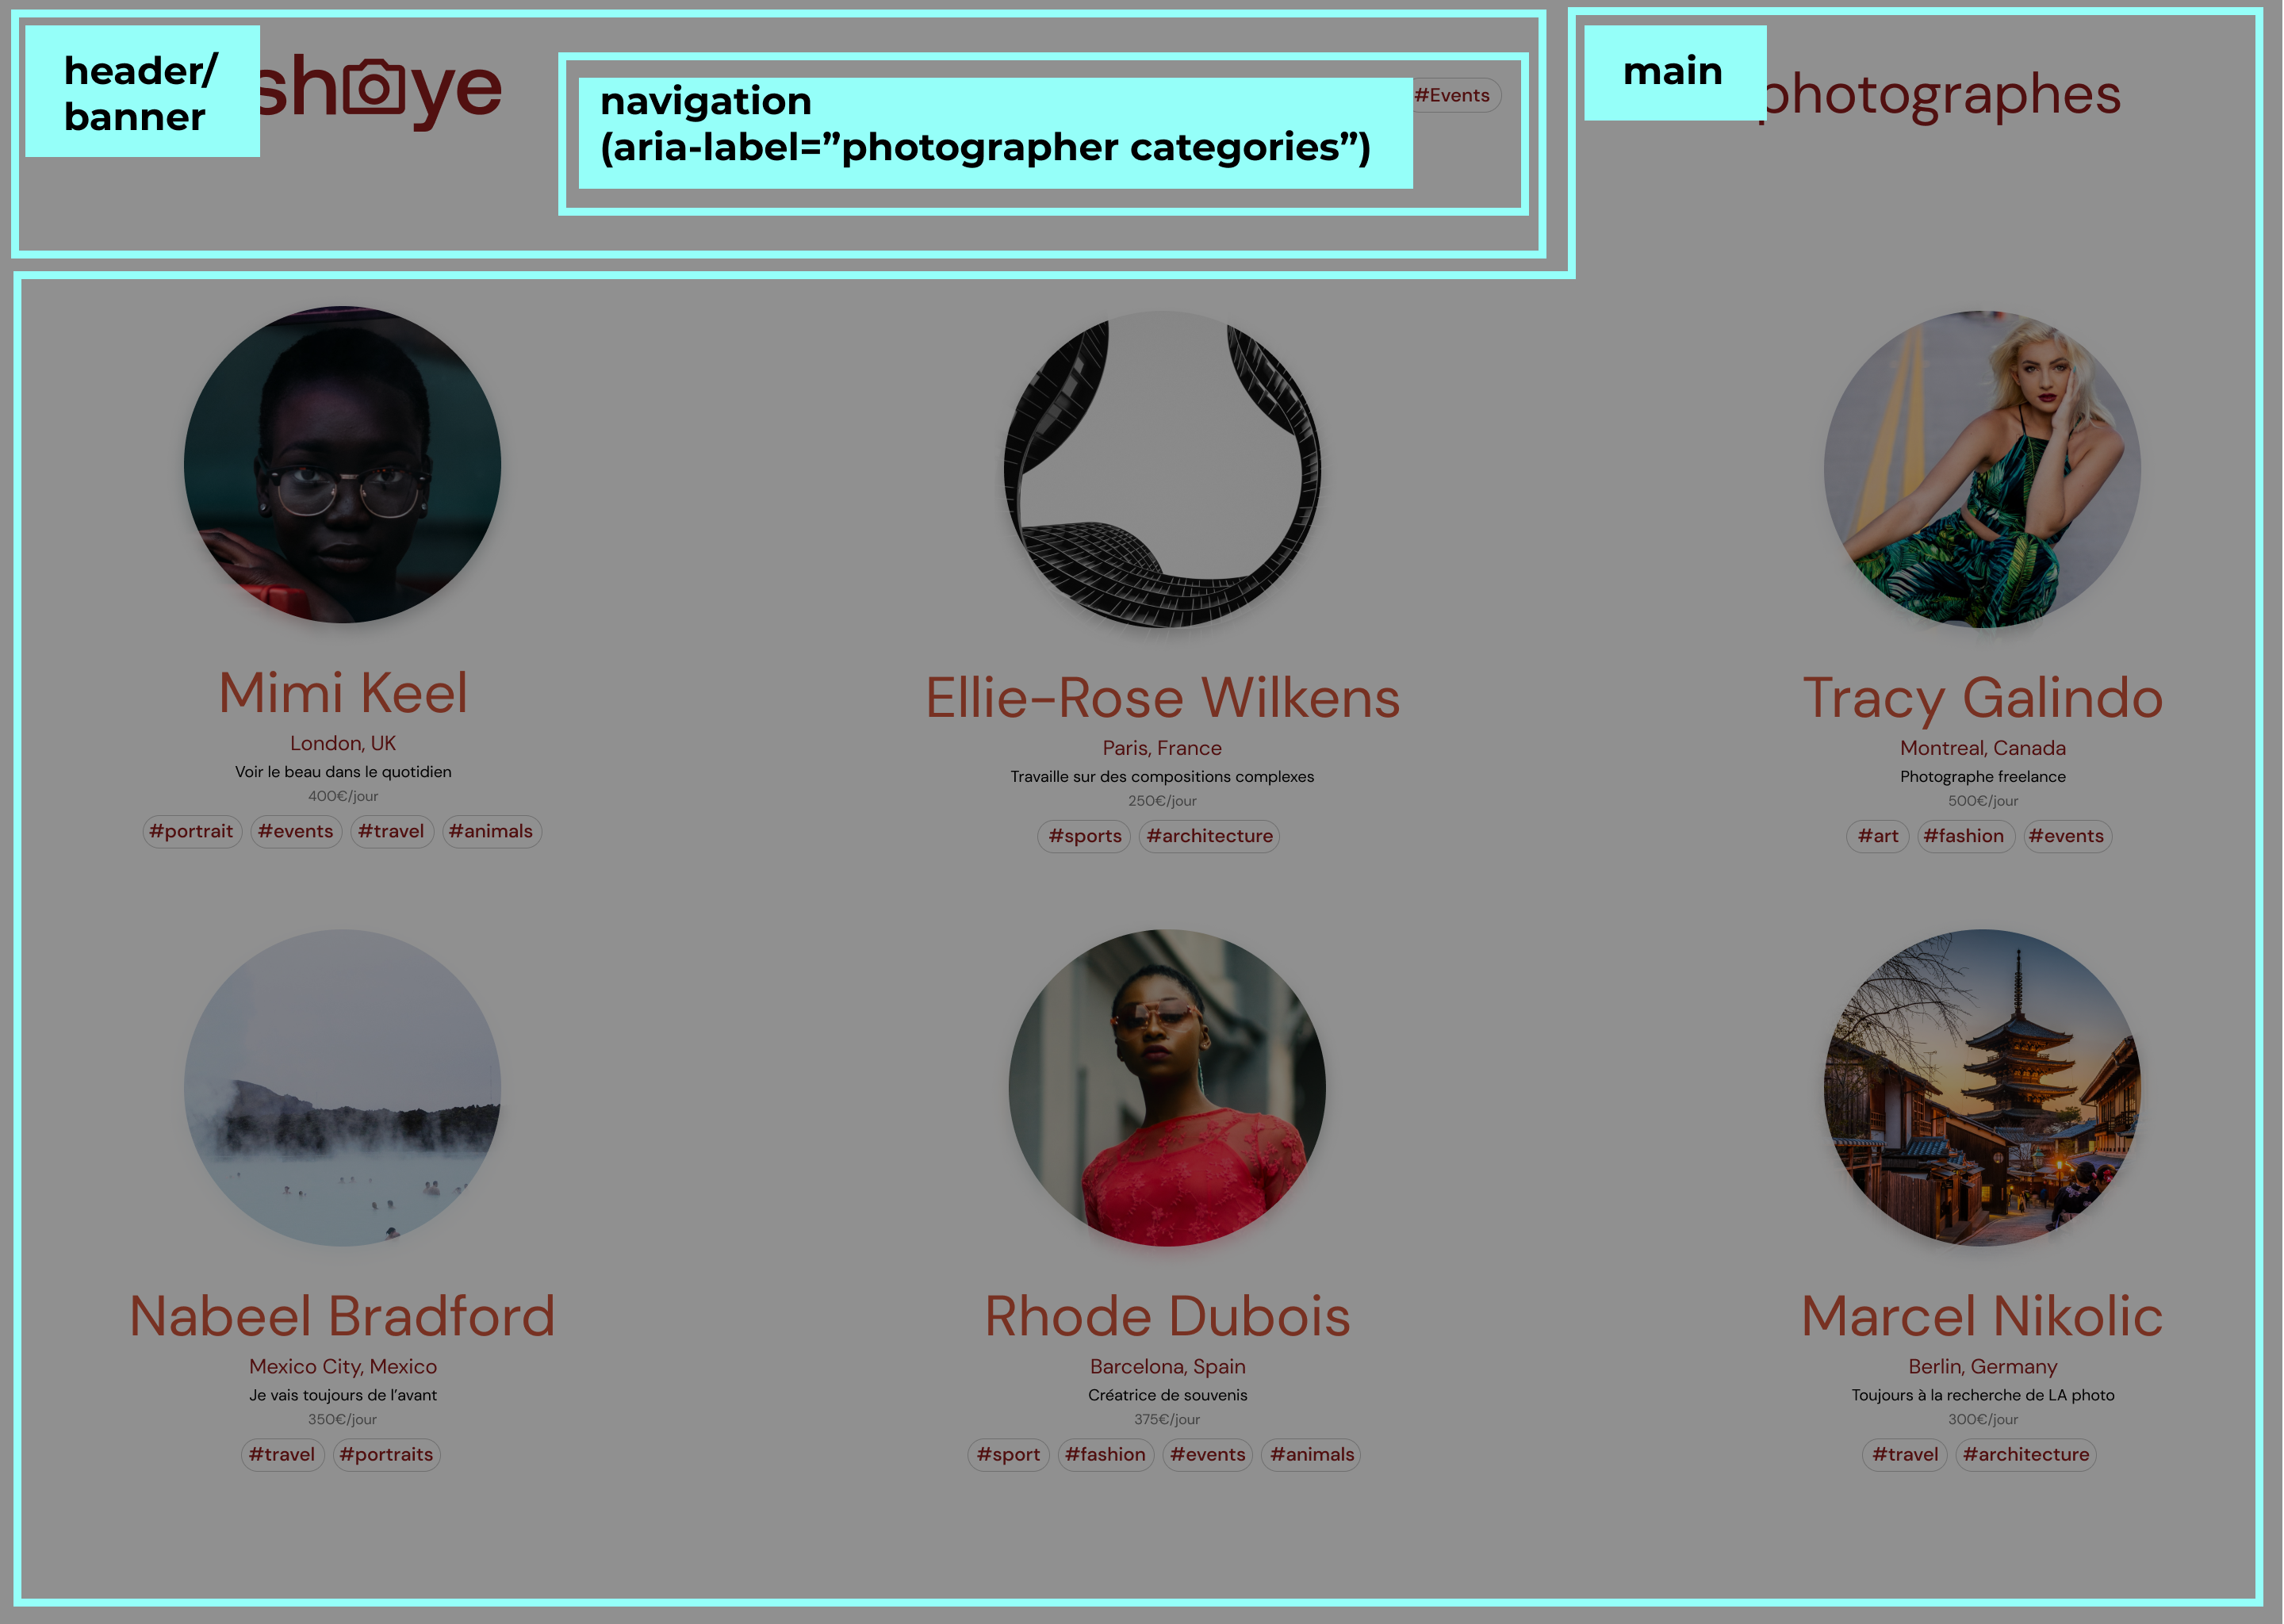 header/
banner
navigation
(aria-label=”photographer categories”)
#Events
main
photographes
Mimi Keel
London, UK
Voir le beau dans le quotidien
400€/jour
#portrait #events #travel #animals
Ellie-Rose Wilkens
Paris, France
Travaille sur des compositions complexes
250€/jour
#sports #architecture
Tracy Galindo
Montreal, Canada
Photographe freelance
500€/jour
#art #fashion #events
Nabeel Bradford
Mexico City, Mexico
Je vais toujours de l’avant
350€/jour
#travel #portraits
Rhode Dubois
Barcelona, Spain
Créatrice de souvenis
375€/jour
#sport #fashion #events #animals
Marcel Nikolic
Berlin, Germany
Toujours à la recherche de LA photo
300€/jour
#travel #architecture